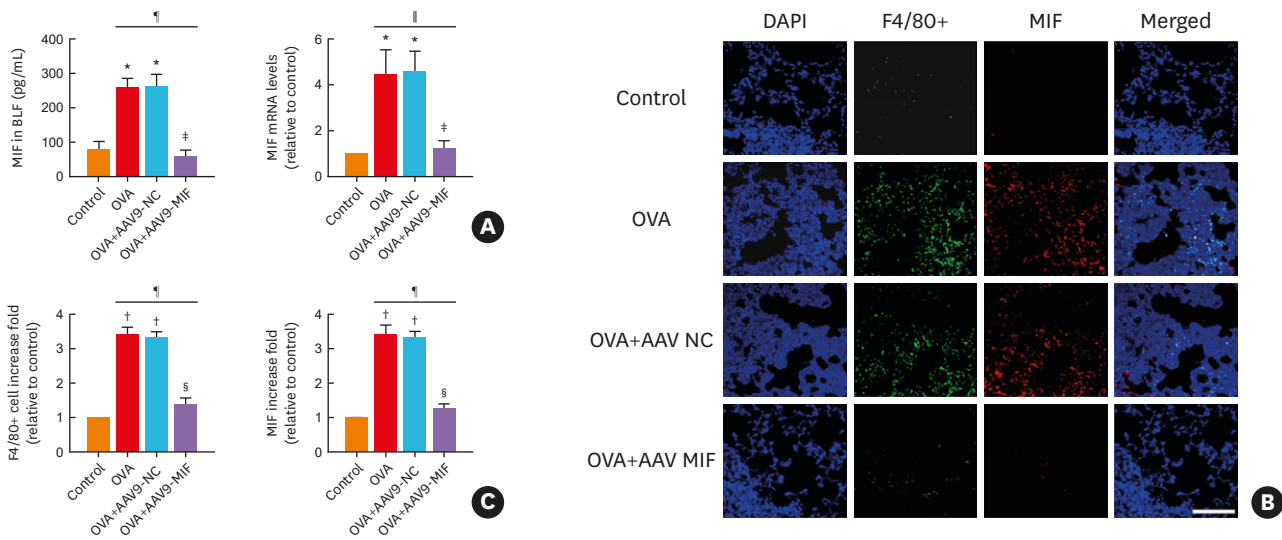 ¶
MIF in BLF (pg/mL)
400
300
200
100
0
*
*
‡
Control
OVA
OVA+AAV9-NC
OVA+AAV9-MIF
‖
MIF mRNA levels
(relative to control)
6
4
2
0
*
*
‡
Control
OVA
OVA+AAV9-NC
OVA+AAV9-MIF
A
¶
F4/80+ cell increase fold
(relative to control)
4
3
2
1
0
†
†
§
Control
OVA
OVA+AAV9-NC
OVA+AAV9-MIF
¶
MIF increase fold
(relative to control)
4
3
2
1
0
†
†
§
Control
OVA
OVA+AAV9-NC
OVA+AAV9-MIF
C
DAPI F4/80+ MIF Merged
Control
OVA
OVA+AAV NC
OVA+AAV MIF
B